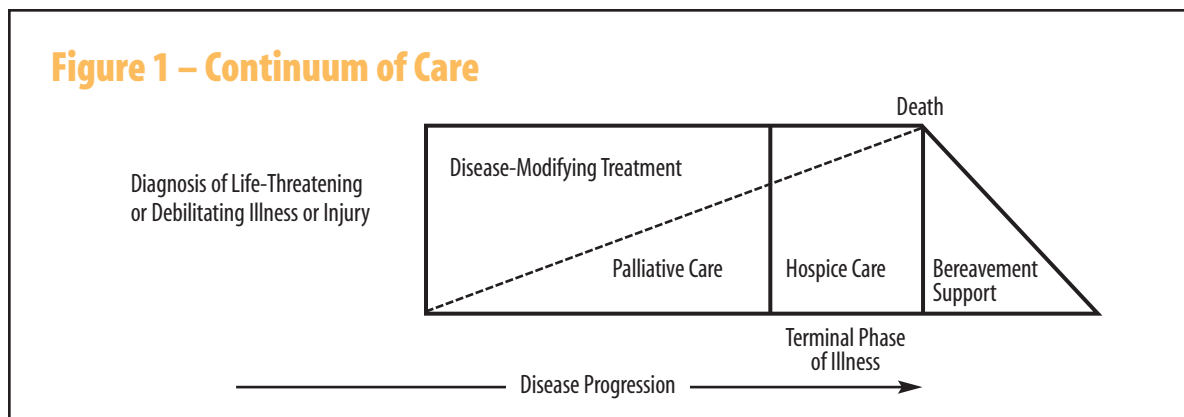 Figure 1 – Continuum of Care
Death
Disease-Modifying Treatment
Diagnosis of Life-Threatening
or Debilitating Illness or Injury
Palliative Care
Hospice Care
Bereavement
Support
Terminal Phase
of Illness
Disease Progression